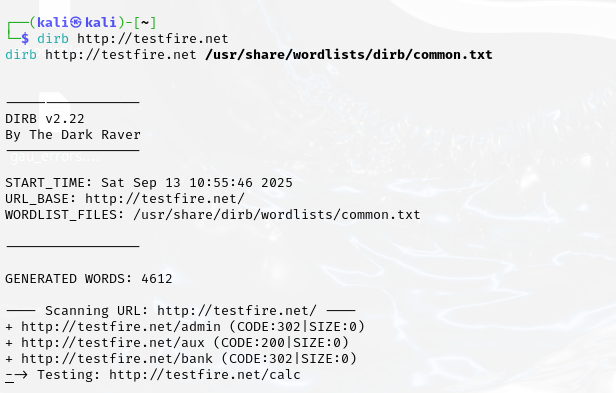 ┌──(kali㉿kali)-[~]
└─$ dirb http://testfire.net
dirb http://testfire.net /usr/share/wordlists/dirb/common.txt
-----------------
DIRB v2.22
By The Dark Raver
-----------------
START_TIME: Sat Sep 13 10:55:46 2025
URL_BASE: http://testfire.net/
WORDLIST_FILES: /usr/share/dirb/wordlists/common.txt
-----------------
GENERATED WORDS: 4612
---- Scanning URL: http://testfire.net/ ----
+ http://testfire.net/admin (CODE:302|SIZE:0)
+ http://testfire.net/aux (CODE:200|SIZE:0)
+ http://testfire.net/bank (CODE:302|SIZE:0)
--> Testing: http://testfire.net/calc